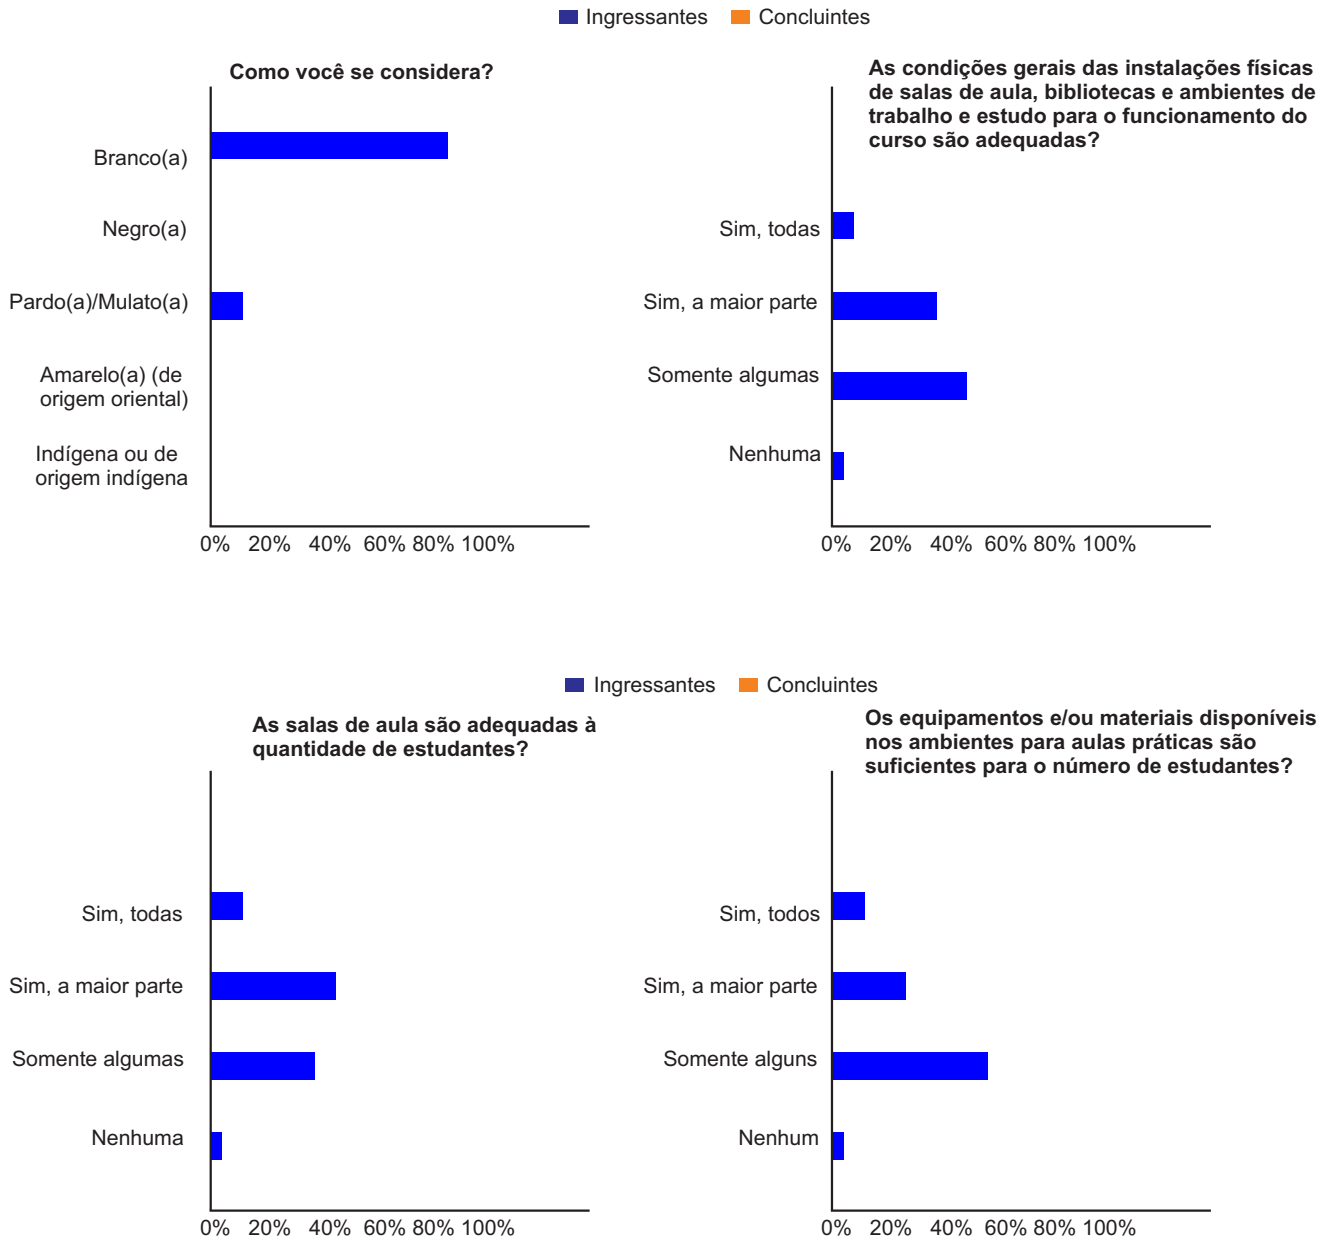 Ingressantes Concluintes
Como você se considera?
Branco(a)
Negro(a)
Pardo(a)/Mulato(a)
Amarelo(a) (de
origem oriental)
Indígena ou de
origem indígena
0% 20% 40% 60% 80% 100%
As condições gerais das instalações físicas
de salas de aula, bibliotecas e ambientes de
trabalho e estudo para o funcionamento do
curso são adequadas?
Sim, todas
Sim, a maior parte
Somente algumas
Nenhuma
0% 20% 40% 60% 80% 100%
Ingressantes Concluintes
As salas de aula são adequadas à
quantidade de estudantes?
Sim, todas
Sim, a maior parte
Somente algumas
Nenhuma
0% 20% 40% 60% 80% 100%
Os equipamentos e/ou materiais disponíveis
nos ambientes para aulas práticas são
suficientes para o número de estudantes?
Sim, todos
Sim, a maior parte
Somente alguns
Nenhum
0% 20% 40% 60% 80% 100%